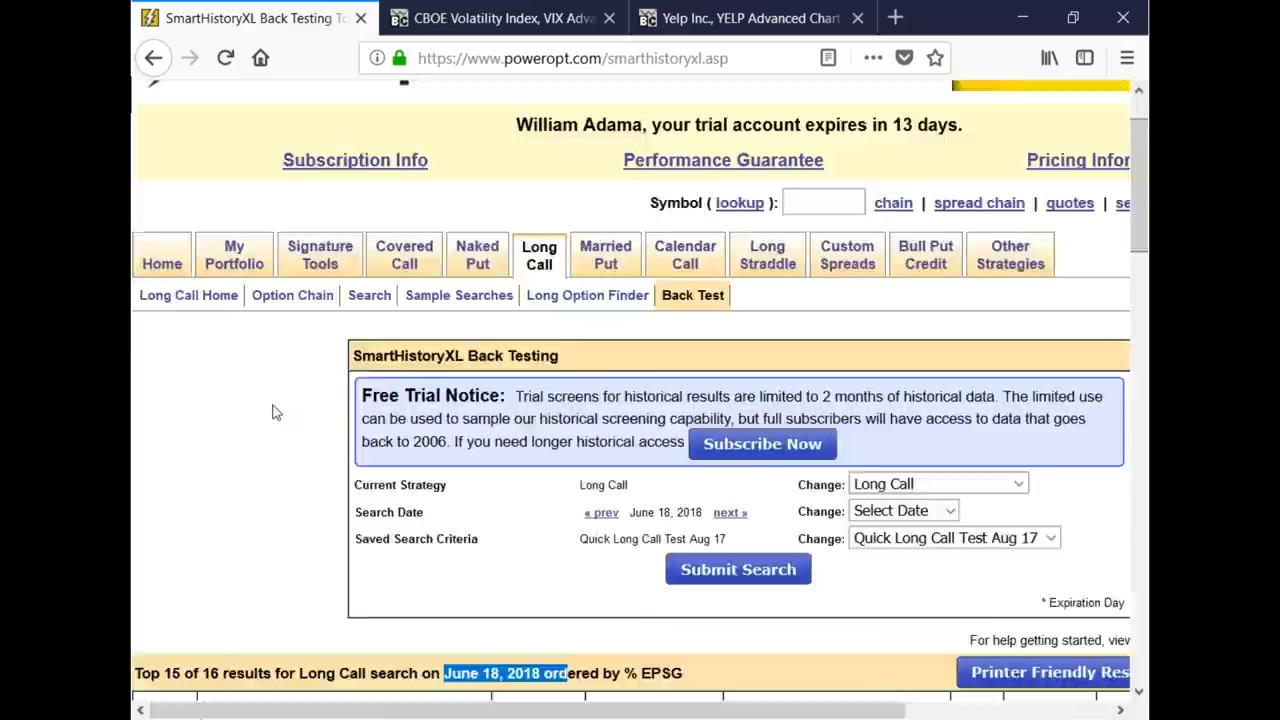 SmartHistoryXL Back Testing To
CBOE Volatility Index, VIX Adva
Yelp Inc., YELP Advanced Chart
https://www.poweropt.com/smarthistoryxl.asp
William Adama, your trial account expires in 13 days.
Subscription Info Performance Guarantee Pricing Infor
Symbol ( lookup ): chain | spread chain | quotes | se
Home My Portfolio Signature Tools Covered Call Naked Put Long Call Married Put Calendar Call Long Straddle Custom Spreads Bull Put Credit Other Strategies
Long Call Home Option Chain Search Sample Searches Long Option Finder Back Test
SmartHistoryXL Back Testing
Free Trial Notice: Trial screens for historical results are limited to 2 months of historical data. The limited use
can be used to sample our historical screening capability, but full subscribers will have access to data that goes
back to 2006. If you need longer historical access Subscribe Now
Current Strategy Long Call Change: Long Call
Search Date « prev June 18, 2018 next » Change: Select Date
Saved Search Criteria Quick Long Call Test Aug 17 Change: Quick Long Call Test Aug 17
Submit Search
* Expiration Day
For help getting started, view
Top 15 of 16 results for Long Call search on June 18, 2018 ordered by % EPSG
Printer Friendly Res